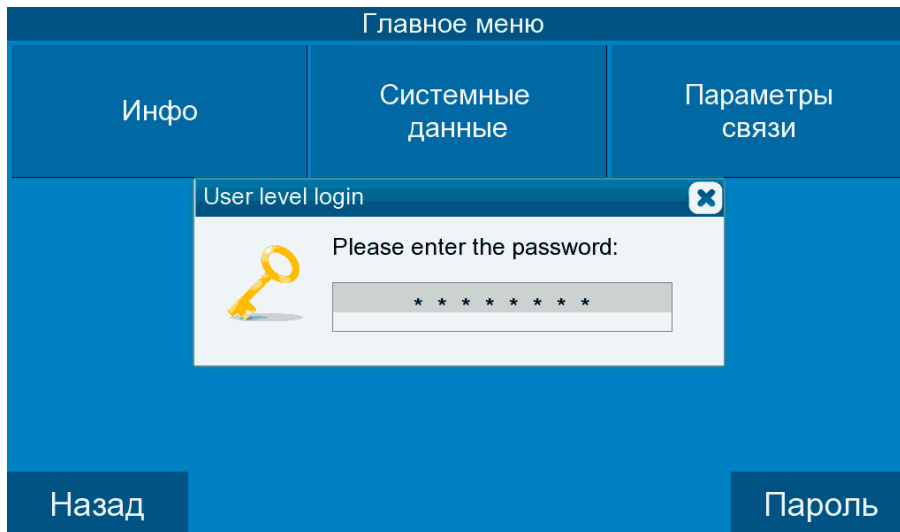 Главное меню
Инфо
Системные
данные
Параметры
связи
User level login
Please enter the password:
* * * * * * * *
Назад
Пароль